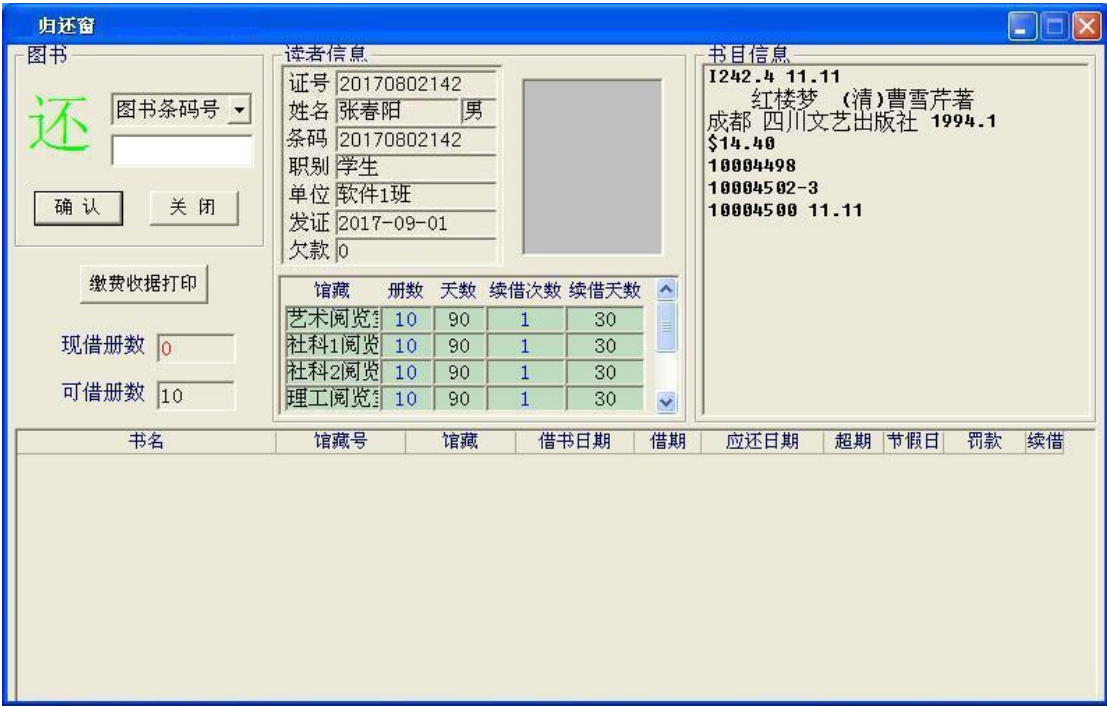 归还窗
图书
还
图书条码号
确 认
关 闭
缴费收据打印
现借册数 0
可借册数 10
读者信息
证号 20170802142
姓名 张春阳 男
条码 20170802142
职别 学生
单位 软件1班
发证 2017-09-01
欠款 0
馆藏 册数 天数 续借次数 续借天数
艺术阅览 10 90 1 30
社科1阅览 10 90 1 30
社科2阅览 10 90 1 30
理工阅览 10 90 1 30
书目信息
I242.4 11.11
红楼梦 (清)曹雪芹著
成都 四川文艺出版社 1994.1
$14.40
10004498
10004502-3
10004500 11.11
书名 馆藏号 馆藏 借书日期 借期 应还日期 超期 节假日 罚款 续借